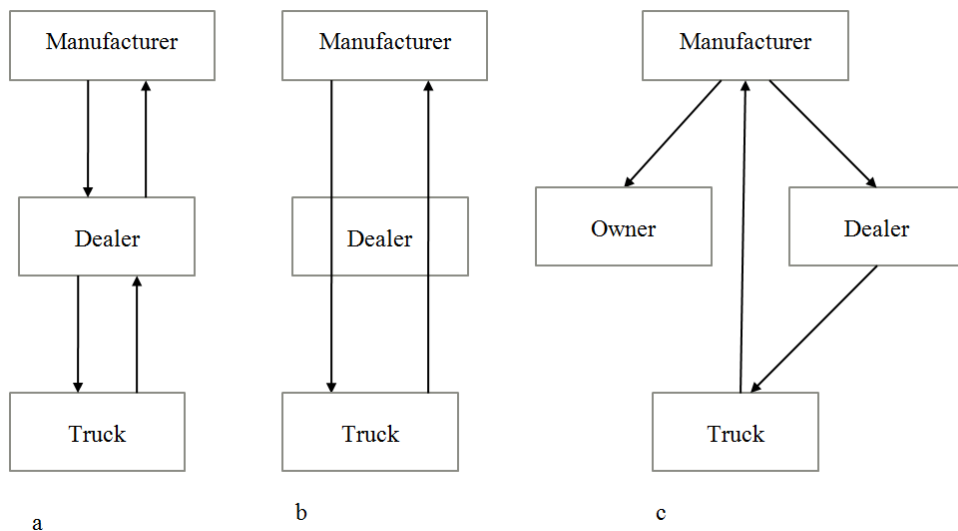 Manufacturer
Dealer
Truck
a
Manufacturer
Dealer
Truck
b
Manufacturer
Owner
Dealer
Truck
c